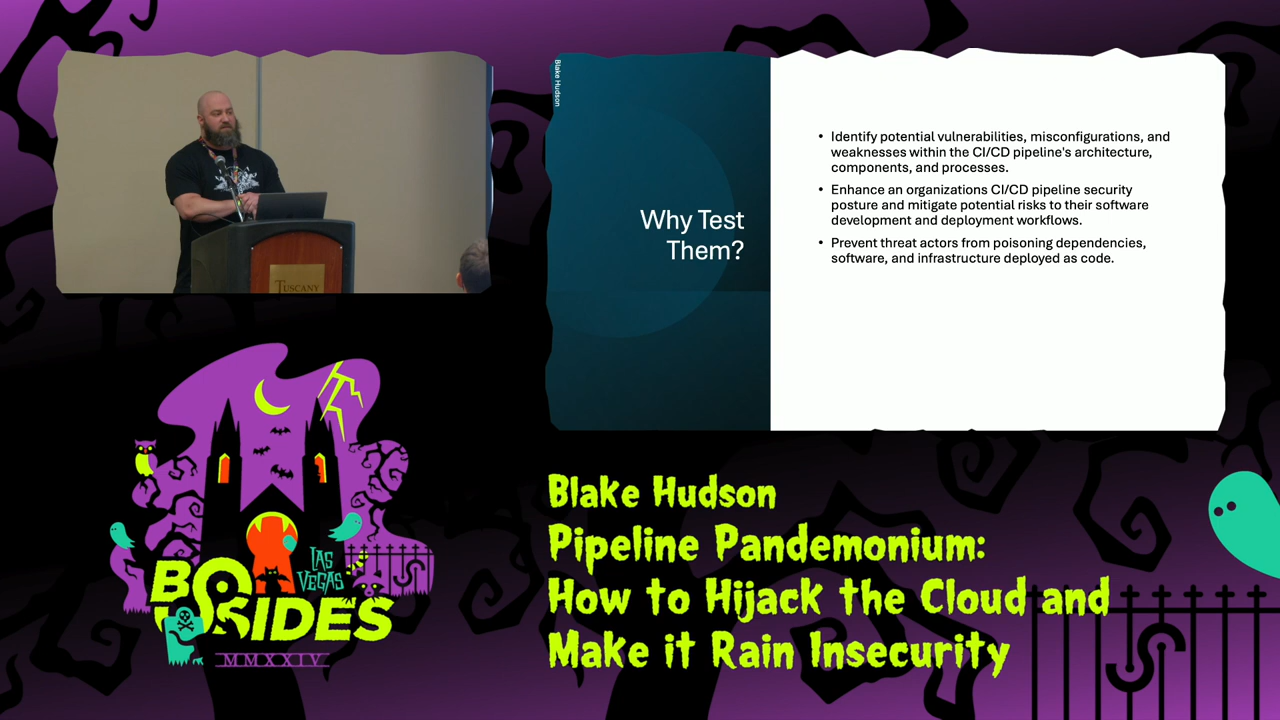 Blake Hudson
Why Test
Them?
• Identify potential vulnerabilities, misconfigurations, and
weaknesses within the CI/CD pipeline's architecture,
components, and processes.
• Enhance an organizations CI/CD pipeline security
posture and mitigate potential risks to their software
development and deployment workflows.
• Prevent threat actors from poisoning dependencies,
software, and infrastructure deployed as code.
TUSCANY
LAS
VEGAS
BSIDES
MMXXIV
Blake Hudson
Pipeline Pandemonium:
How to Hijack the Cloud and
Make it Rain Insecurity